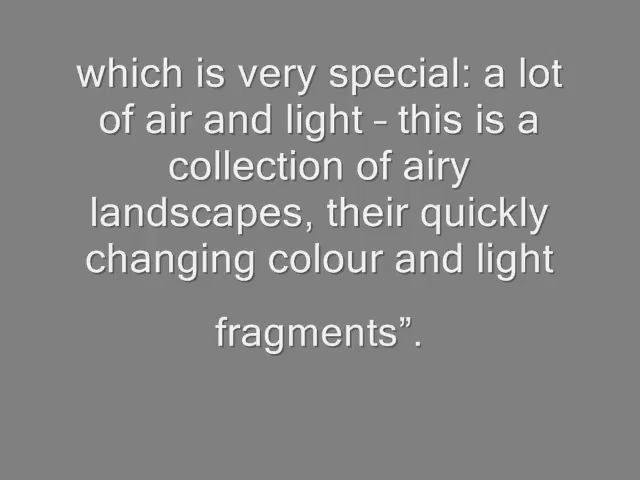 which is very special: a lot
of air and light – this is a
collection of airy
landscapes, their quickly
changing colour and light
fragments”.